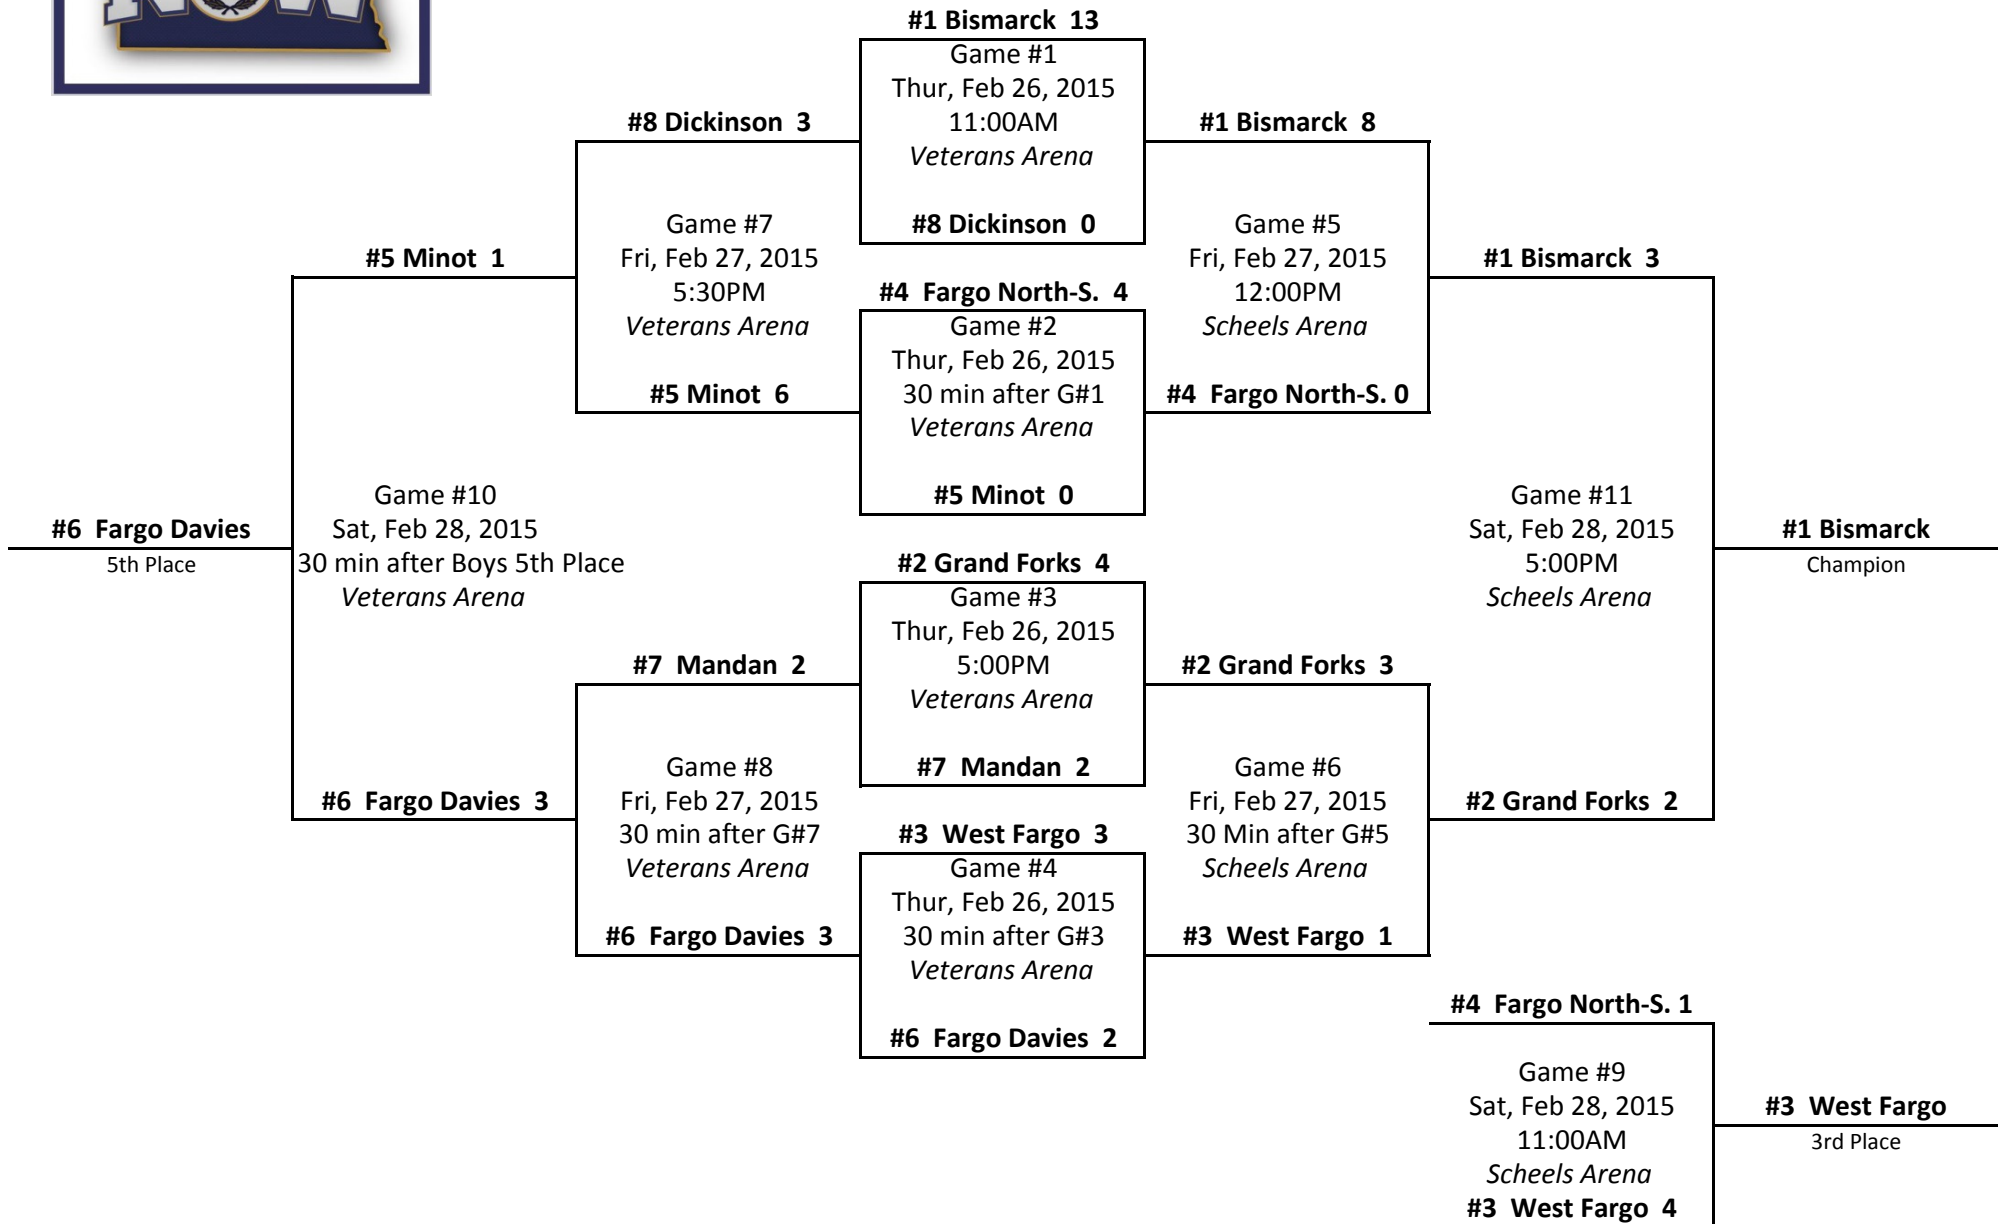 NOW
#1 Bismarck  13
Game #1
Thur, Feb 26, 2015
11:00AM
Veterans Arena
#8 Dickinson  0
#4  Fargo North-S.  4
Game #2
Thur, Feb 26, 2015
30 min after G#1
Veterans Arena
#5 Minot  0
#2 Grand Forks  4
Game #3
Thur, Feb 26, 2015
5:00PM
Veterans Arena
#7  Mandan  2
#3  West Fargo  3
Game #4
Thur, Feb 26, 2015
30 min after G#3
Veterans Arena
#6  Fargo Davies  2
#8 Dickinson  3
Game #7
Fri, Feb 27, 2015
5:30PM
Veterans Arena
#5 Minot  6
#7  Mandan  2
Game #8
Fri, Feb 27, 2015
30 min after G#7
Veterans Arena
#6  Fargo Davies  3
#5 Minot  1
Game #10
Sat, Feb 28, 2015
30 min after Boys 5th Place
Veterans Arena
#6  Fargo Davies  3
#6  Fargo Davies
5th Place
#1 Bismarck  8
Game #5
Fri, Feb 27, 2015
12:00PM
Scheels Arena
#4  Fargo North-S. 0
#2 Grand Forks  3
Game #6
Fri, Feb 27, 2015
30 Min after G#5
Scheels Arena
#3  West Fargo  1
#1 Bismarck  3
Game #11
Sat, Feb 28, 2015
5:00PM
Scheels Arena
#2 Grand Forks  2
#1 Bismarck
Champion
#4  Fargo North-S. 1
Game #9
Sat, Feb 28, 2015
11:00AM
Scheels Arena
#3  West Fargo  4
#3  West Fargo
3rd Place